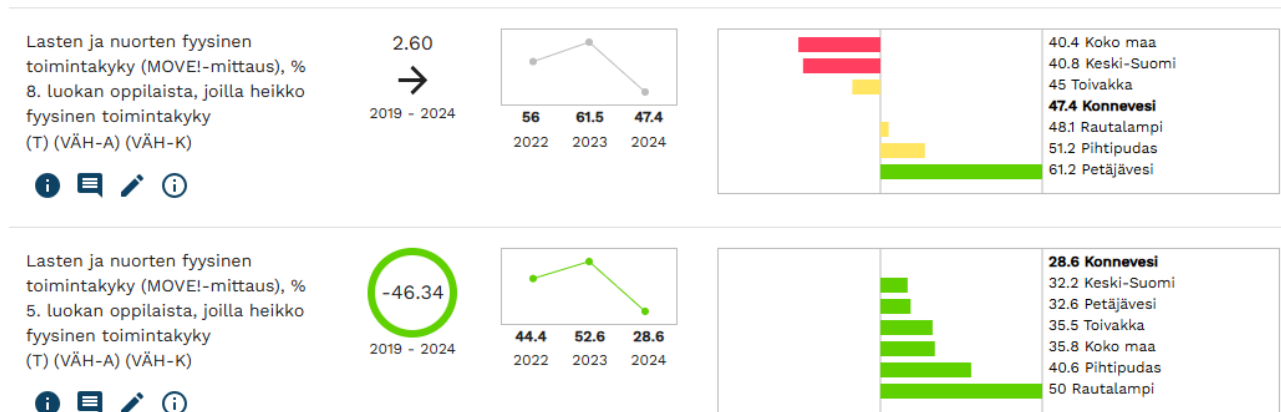 Lasten ja nuorten fyysinen
toimintakyky (MOVE!-mittaus), %
8. luokan oppilaista, joilla heikko
fyysinen toimintakyky
(T) (VÄH-A) (VÄH-K)
2.60
2019 - 2024
56 61.5 47.4
2022 2023 2024
40.4 Koko maa
40.8 Keski-Suomi
45 Toivakka
47.4 Konnevesi
48.1 Rautalampi
51.2 Pihtipudas
61.2 Petäjävesi
Lasten ja nuorten fyysinen
toimintakyky (MOVE!-mittaus), %
5. luokan oppilaista, joilla heikko
fyysinen toimintakyky
(T) (VÄH-A) (VÄH-K)
-46.34
2019 - 2024
44.4 52.6 28.6
2022 2023 2024
28.6 Konnevesi
32.2 Keski-Suomi
32.6 Petäjävesi
35.5 Toivakka
35.8 Koko maa
40.6 Pihtipudas
50 Rautalampi